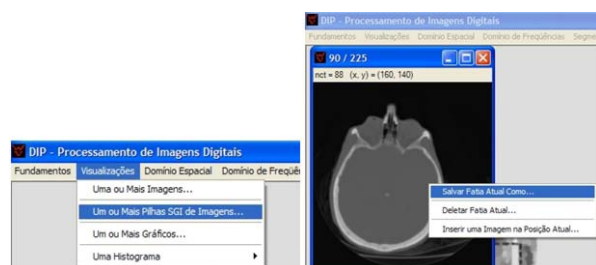 DIP - Processamento de Imagens Digitais
Fundamentos Visualizações Domínio Espacial Domínio de Freqüên
Uma ou Mais Imagens...
Um ou Mais Pilhas SGI de Imagens...
Um ou Mais Gráficos...
Uma Histograma
DIP - Processamento de Imagens Digitais
Fundamentos Visualizações Domínio Espacial Domínio de Freqüências Segme
90 / 225
nct = 88 (x, y) = (160, 140)
Salvar Fatia Atual Como...
Deletar Fatia Atual...
Inserir uma Imagem na Posição Atual...